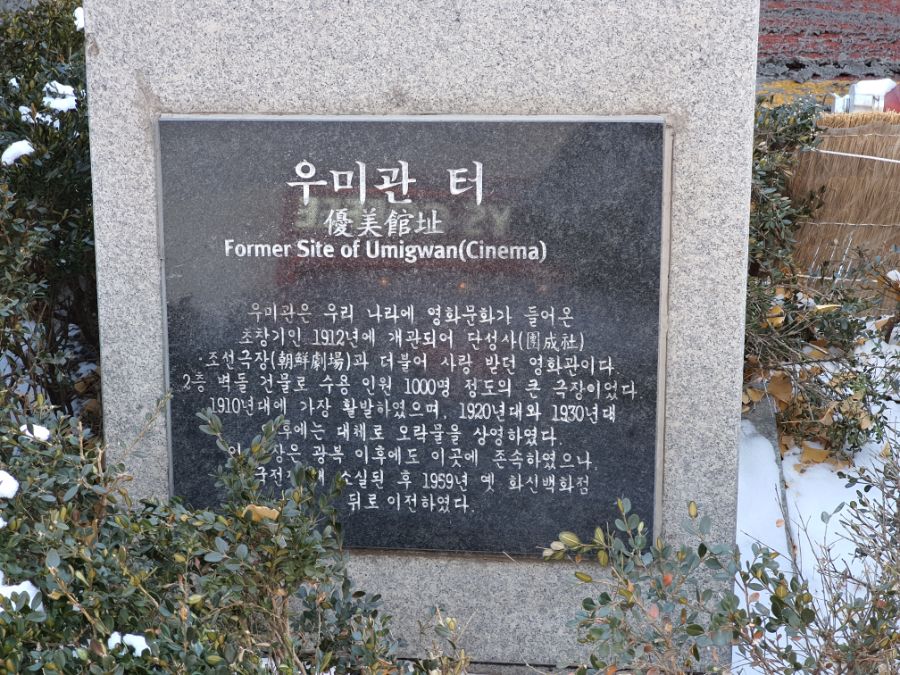 우미관 터
優美館址
Former Site of Umigwan(Cinema)
우미관은 우리 나라에 영화문화가 들어온
초창기인 1912년에 개관되어 단성사(團成社)
·조선극장(朝鮮劇場)과 더불어 사랑 받던 영화관이다.
2층 벽돌 건물로 수용 인원 1000명 정도의 큰 극장이었다.
1910년대에 가장 활발하였으며, 1920년대와 1930년대
후에는 대체로 오락물을 상영하였다.
상은 광복 이후에도 이곳에 존속하였으나,
소실된 후 1959년 옛 화신백화점
뒤로 이전하였다.